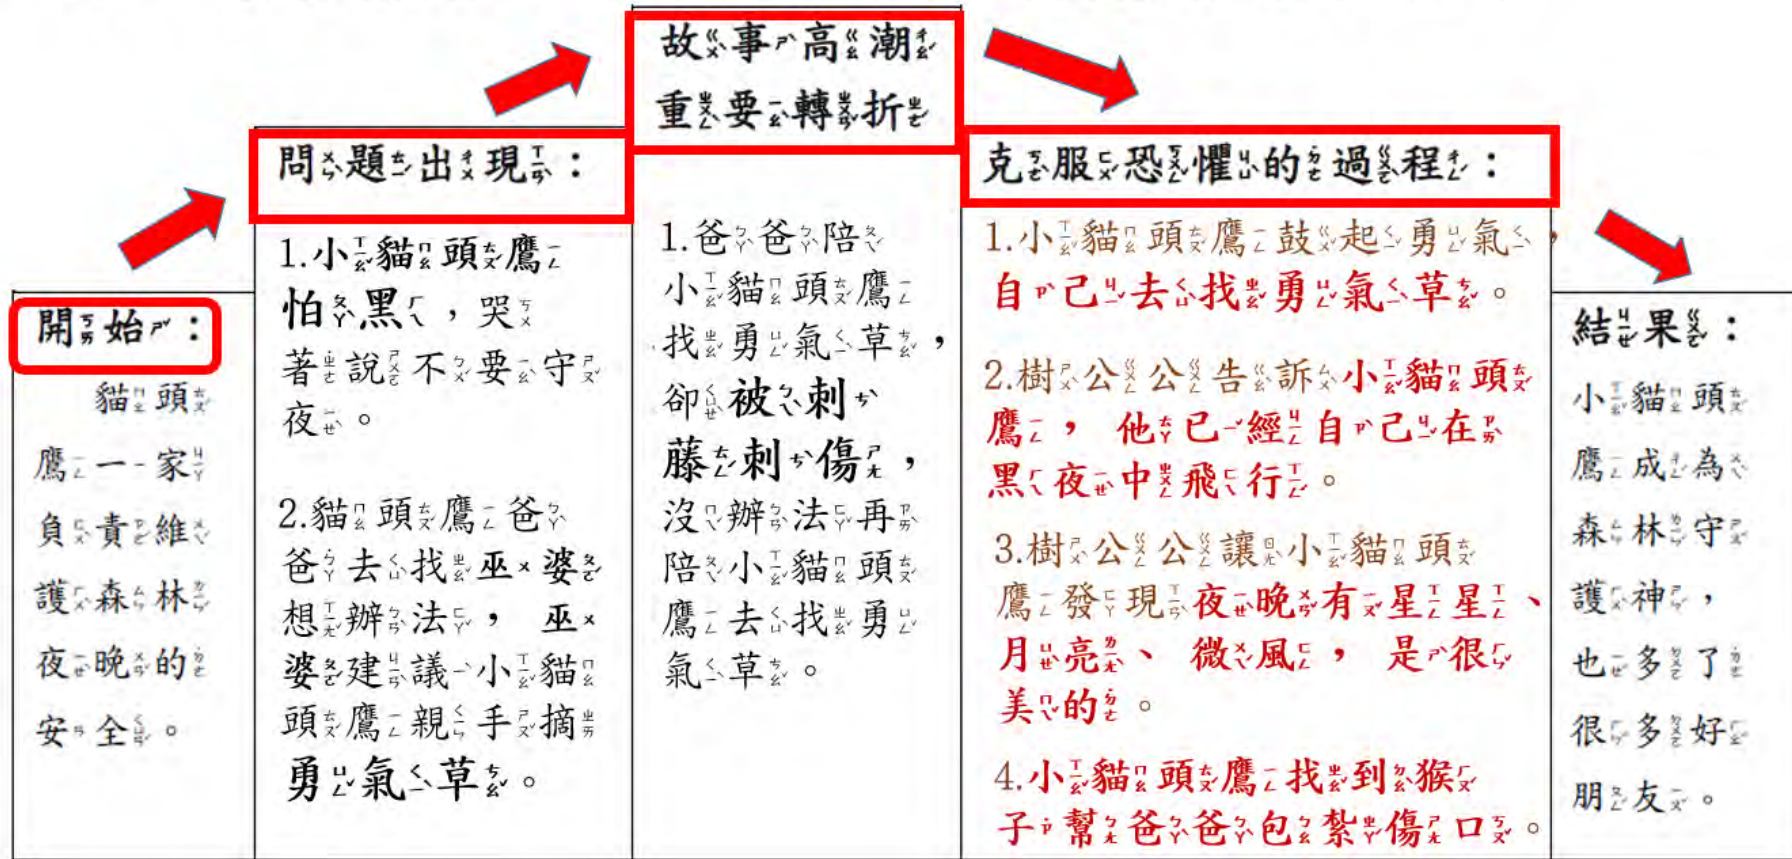 開始：
貓頭
鷹一家
負責維
護森林
夜晚的
安全。
問題出現：
1.小貓頭鷹
怕黑，哭
著說不要守
夜。
2.貓頭鷹爸
爸去找巫婆
想辦法，巫
婆建議小貓
頭鷹親手摘
勇氣草。
故事高潮
重要轉折
1.爸爸陪
小貓頭鷹
找勇氣草，
卻被刺
藤刺傷，
沒辦法再
陪小貓頭
鷹去找勇
氣草。
克服恐懼的過程：
1.小貓頭鷹鼓起勇氣，
自己去找勇氣草。
2.樹公公告訴小貓頭
鷹，他已經自己在
黑夜中飛行。
3.樹公公讓小貓頭
鷹發現夜晚有星星、
月亮、微風，是很
美的。
4.小貓頭鷹找到猴
子幫爸爸包紮傷口。
結果：
小貓頭
鷹成為
森林守
護神，
也多了
很多好
朋友。